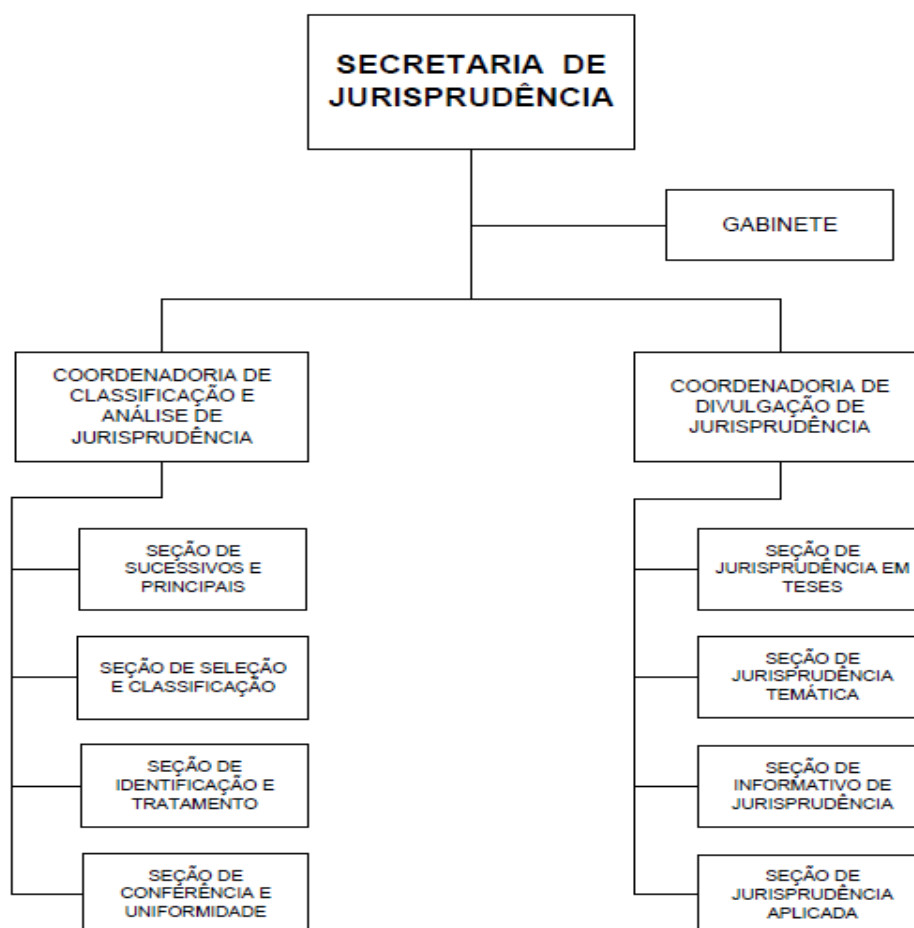 SECRETARIA DE
JURISPRUDÊNCIA
GABINETE
COORDENADORIA DE
CLASSIFICAÇÃO E
ANÁLISE DE
JURISPRUDÊNCIA
COORDENADORIA DE
DIVULGAÇÃO DE
JURISPRUDÊNCIA
SEÇÃO DE
SUCESSIVOS E
PRINCIPAIS
SEÇÃO DE SELEÇÃO
E CLASSIFICAÇÃO
SEÇÃO DE
IDENTIFICAÇÃO E
TRATAMENTO
SEÇÃO DE
CONFERÊNCIA E
UNIFORMIDADE
SEÇÃO DE
JURISPRUDÊNCIA EM
TESES
SEÇÃO DE
JURISPRUDÊNCIA
TEMÁTICA
SEÇÃO DE
INFORMATIVO DE
JURISPRUDÊNCIA
SEÇÃO DE
JURISPRUDÊNCIA
APLICADA